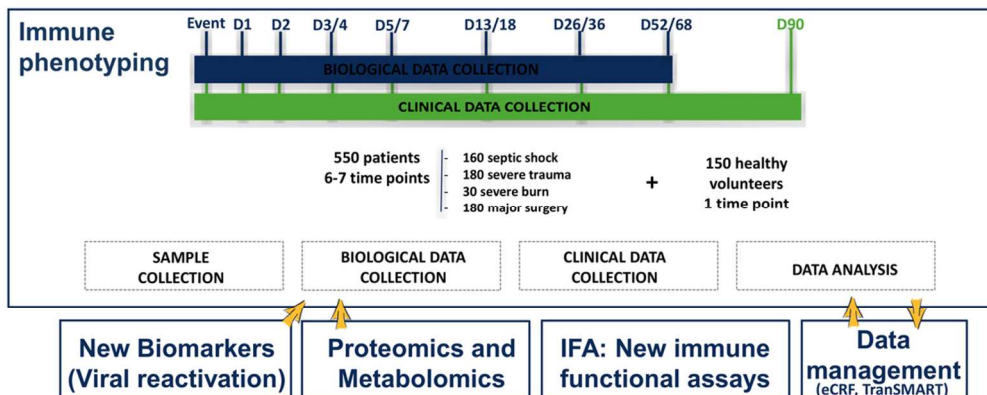 Immune
phenotyping
Event D1 D2 D3/4 D5/7 D13/18 D26/36 D52/68 D90
BIOLOGICAL DATA COLLECTION
CLINICAL DATA COLLECTION
550 patients
6-7 time points
- 160 septic shock
- 180 severe trauma
- 30 severe burn
- 180 major surgery
+
150 healthy
volunteers
1 time point
SAMPLE
COLLECTION
BIOLOGICAL DATA
COLLECTION
CLINICAL DATA
COLLECTION
DATA ANALYSIS
New Biomarkers
(Viral reactivation)
Proteomics and
Metabolomics
IFA: New immune
functional assays
Data
management
(eCRF, TranSMART)